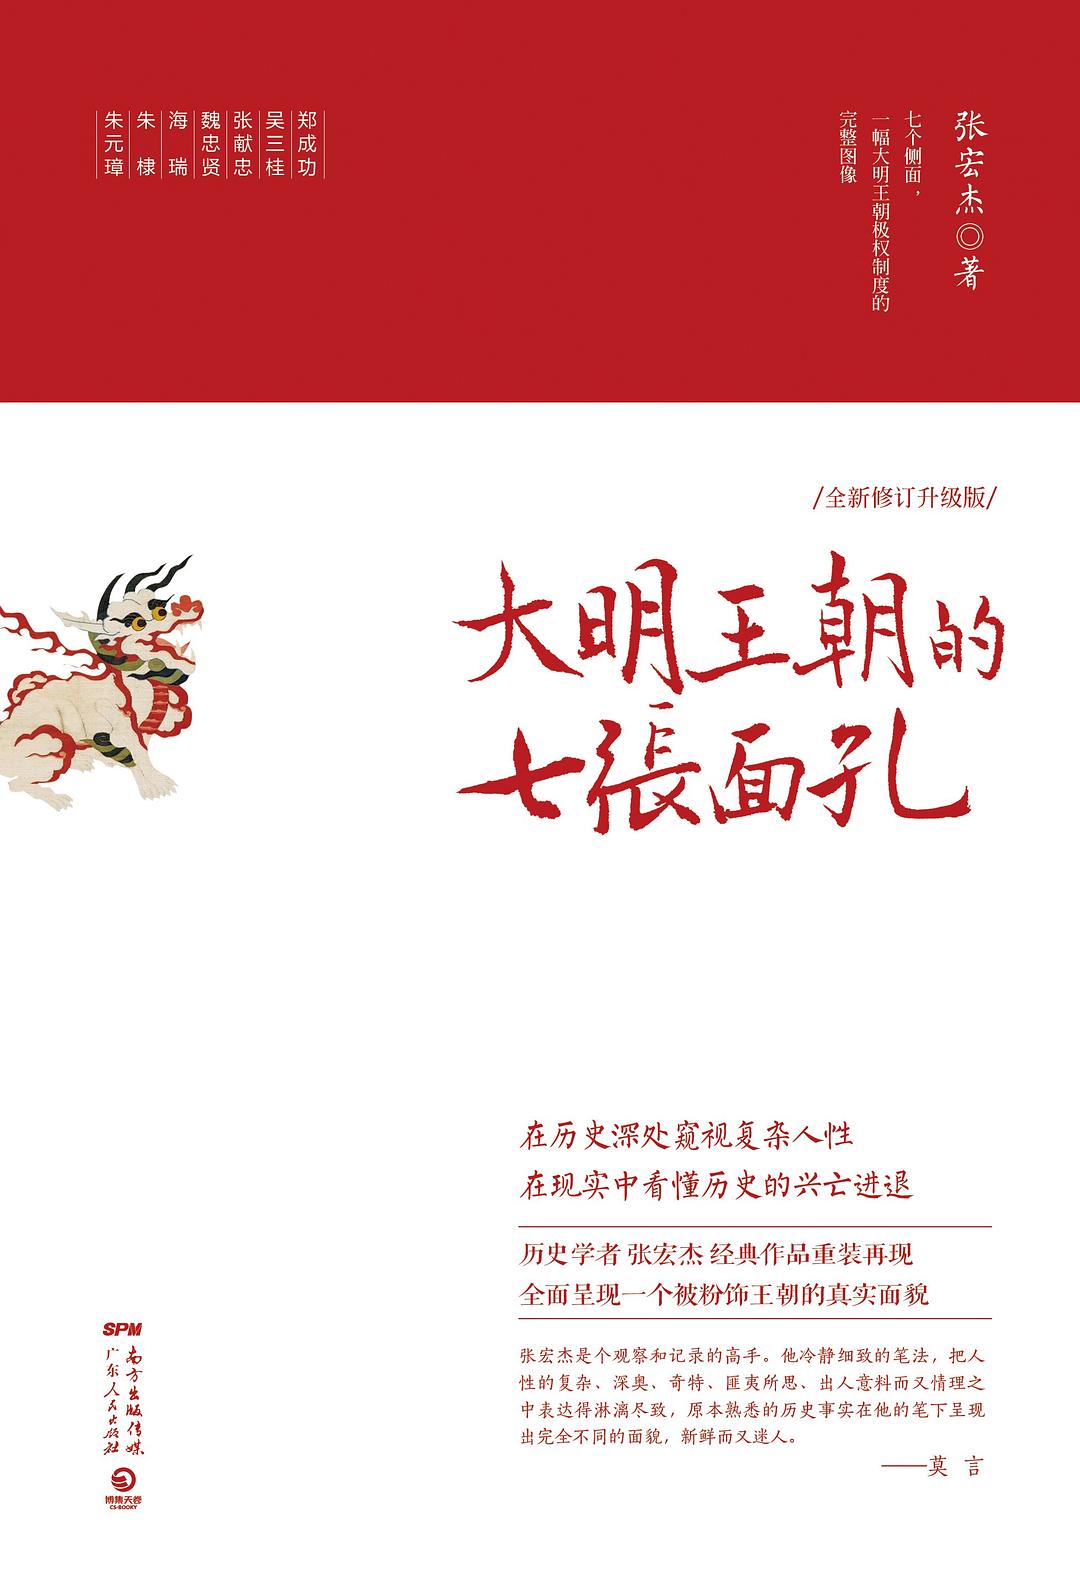 张宏杰◎著
七个侧面，
一幅大明王朝极权制度的
完整图像
郑成功
吴三桂
张献忠
魏忠贤
海瑞
朱棣
朱元璋
/全新修订升级版/
大明王朝的
七張面孔
在历史深处窥视复杂人性
在现实中看懂历史的兴亡进退
历史学者 张宏杰 经典作品重装再现
全面呈现一个被粉饰王朝的真实面貌
张宏杰是个观察和记录的高手。他冷静细致的笔法，把人
性的复杂、深奥、奇特、匪夷所思、出人意料而又情理之
中表达得淋漓尽致，原本熟悉的历史事实在他的笔下呈现
出完全不同的面貌，新鲜而又迷人。
——莫 言
SPM
南方出版传媒
广东人民出版社
博集天卷
CS-BOOKY